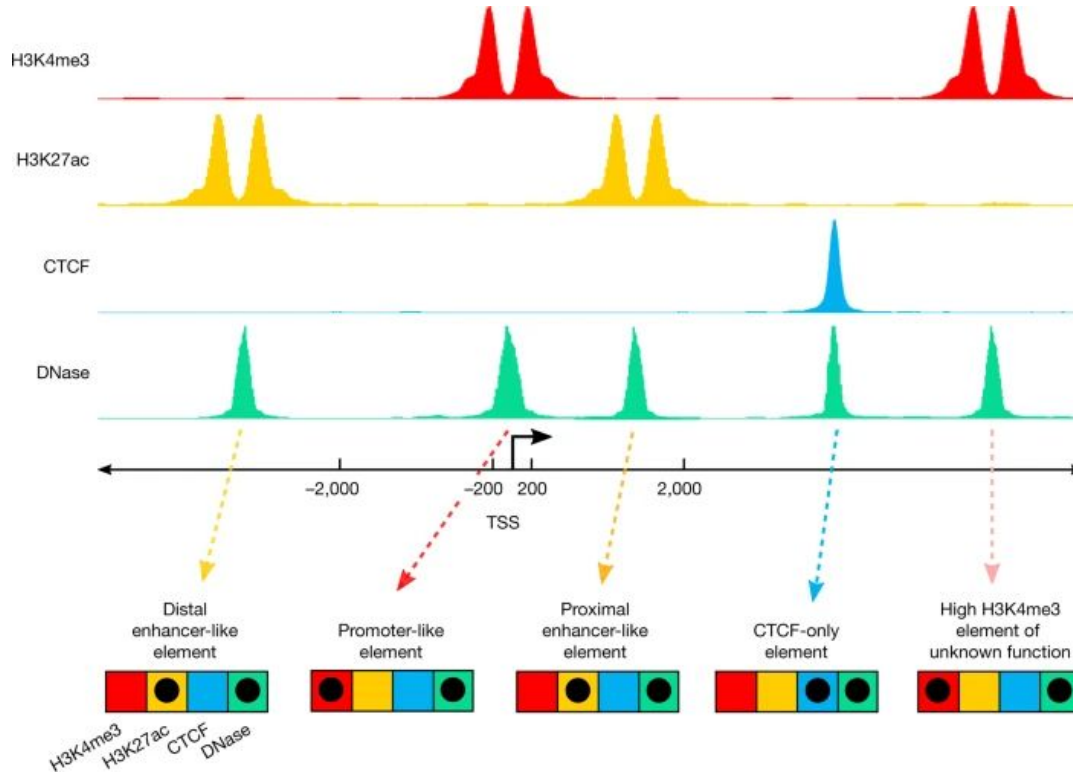 H3K4me3
H3K27ac
CTCF
DNase
–2,000
–200
200
2,000
TSS
Distal
enhancer-like
element
Promoter-like
element
Proximal
enhancer-like
element
CTCF-only
element
High H3K4me3
element of
unknown function
H3K4me3
H3K27ac
CTCF
DNase